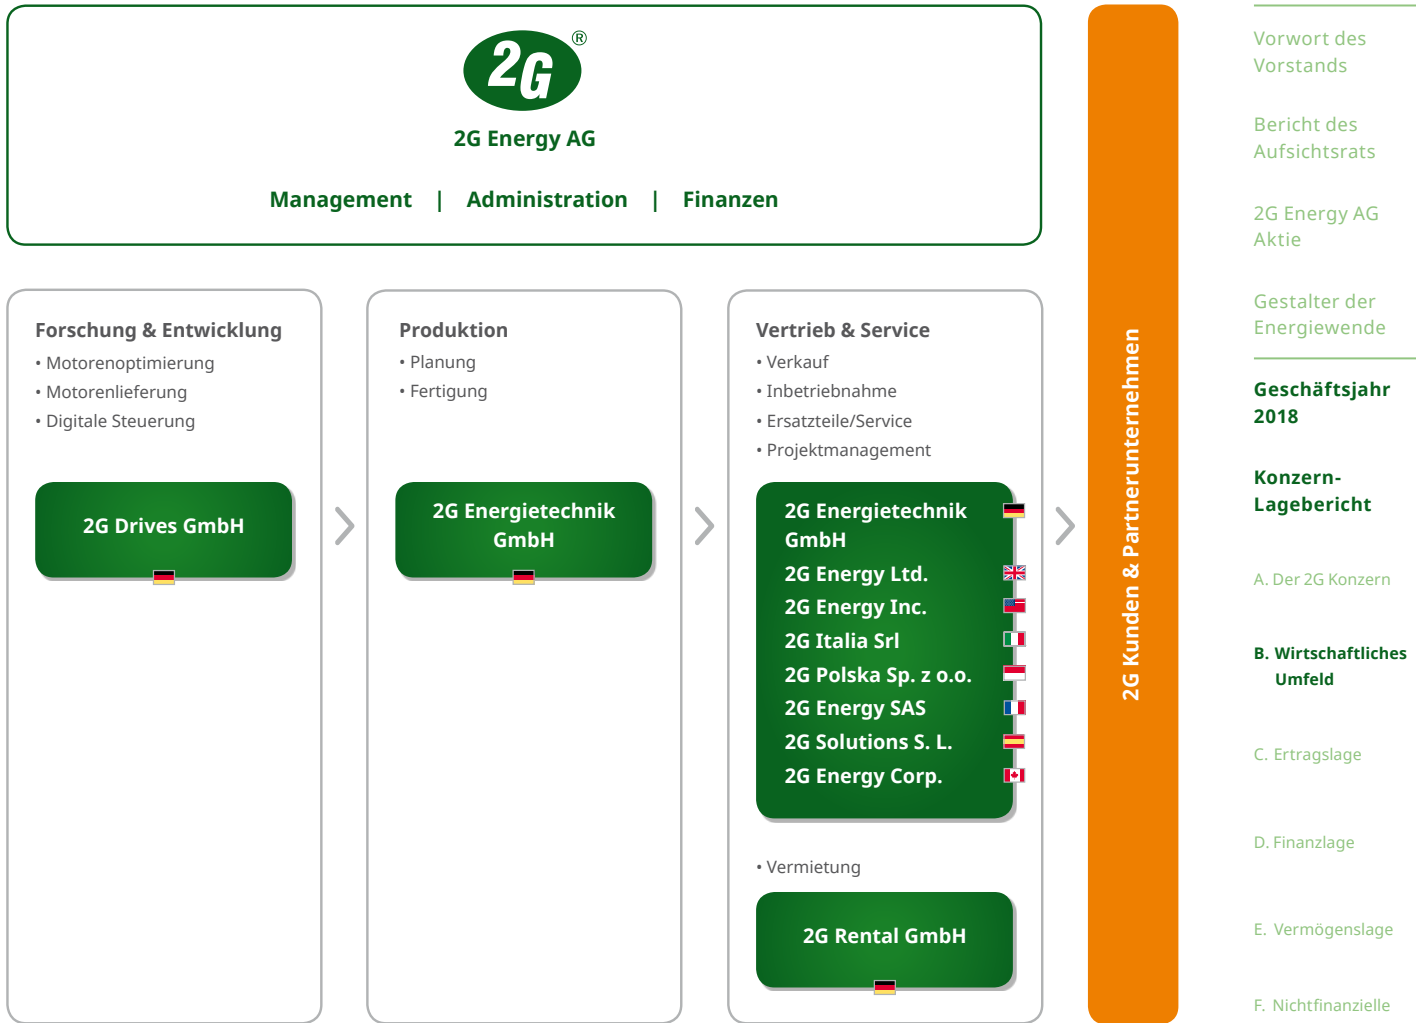 2G®
2G Energy AG
Management | Administration | Finanzen
Forschung & Entwicklung
• Motorenoptimierung
• Motorenlieferung
• Digitale Steuerung
2G Drives GmbH
Produktion
• Planung
• Fertigung
2G Energietechnik
GmbH
Vertrieb & Service
• Verkauf
• Inbetriebnahme
• Ersatzteile/Service
• Projektmanagement
2G Energietechnik
GmbH
2G Energy Ltd.
2G Energy Inc.
2G Italia Srl
2G Polska Sp. z o.o.
2G Energy SAS
2G Solutions S. L.
2G Energy Corp.
• Vermietung
2G Rental GmbH
2G Kunden & Partnerunternehmen
Vorwort des
Vorstands
Bericht des
Aufsichtsrats
2G Energy AG
Aktie
Gestalter der
Energiewende
Geschäftsjahr
2018
Konzern-
Lagebericht
A. Der 2G Konzern
B. Wirtschaftliches
Umfeld
C. Ertragslage
D. Finanzlage
E. Vermögenslage
F. Nichtfinanzielle